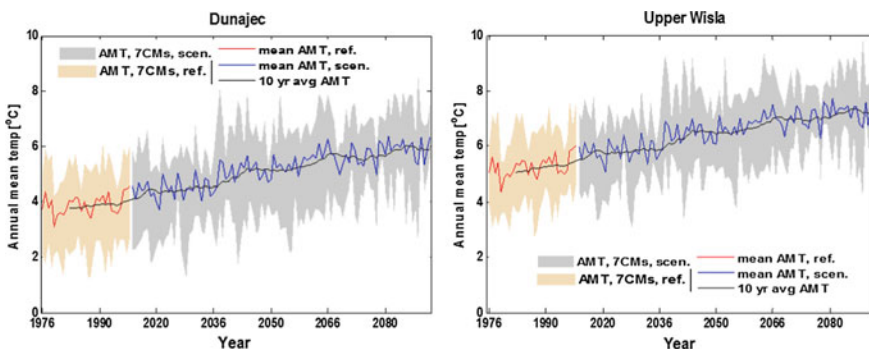 Dunajec
10
8
6
4
2
0
Annual mean temp [°C]
AMT, 7CMs, scen.
AMT, 7CMs, ref.
mean AMT, ref.
mean AMT, scen.
10 yr avg AMT
1976 1990 2020 2036 2050 2066 2080
Year
Upper Wisla
10
8
6
4
2
0
Annual mean temp [°C]
AMT, 7CMs, scen.
AMT, 7CMs, ref.
mean AMT, ref.
mean AMT, scen.
10 yr avg AMT
1976 1990 2020 2036 2050 2066 2080
Year